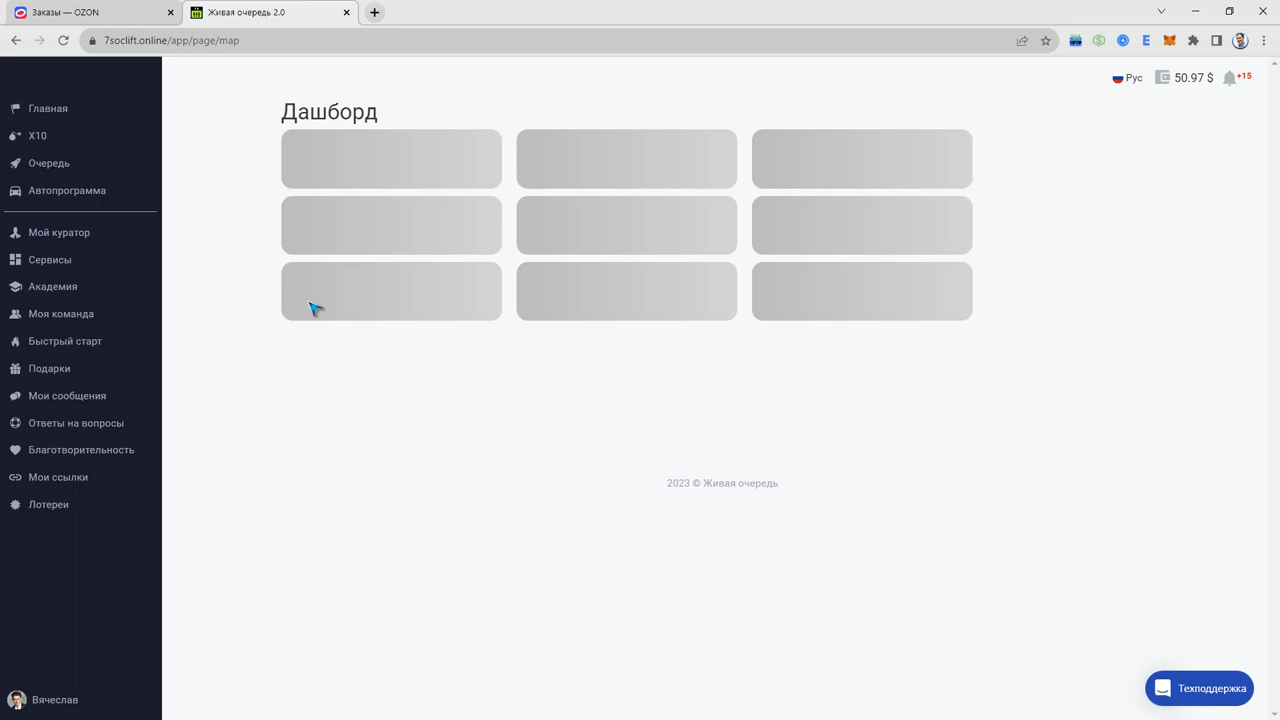 Заказы — OZON
Живая очередь 2.0
7soclift.online/app/page/map
Рус
50.97 $
+15
Главная
X10
Очередь
Автопрограмма
Мой куратор
Сервисы
Академия
Моя команда
Быстрый старт
Подарки
Мои сообщения
Ответы на вопросы
Благотворительность
Мои ссылки
Лотереи
Вячеслав
Дашборд
2023 © Живая очередь
Техподдержка